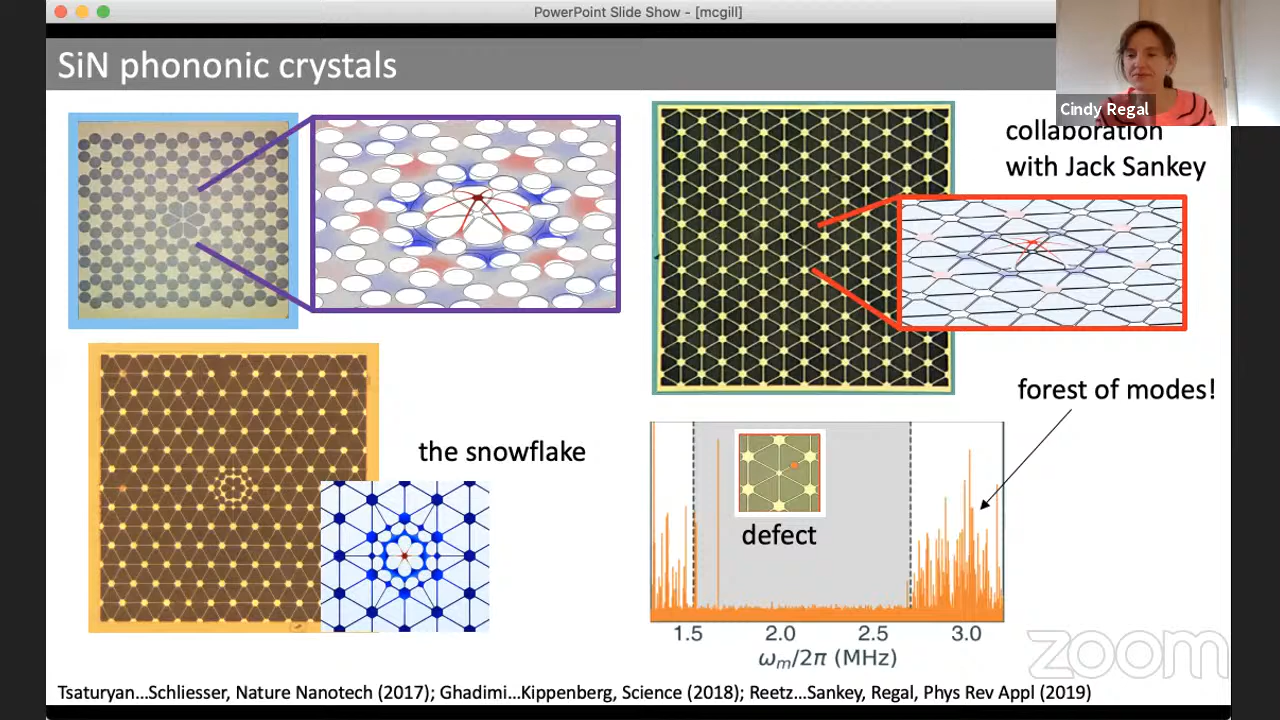 PowerPoint Slide Show - [mcgill]
SiN phononic crystals
Cindy Regal
collaboration
with Jack Sankey
the snowflake
forest of modes!
defect
1.5 2.0 2.5 3.0
ωm/2π (MHz)
zoom
Tsaturyan...Schliesser, Nature Nanotech (2017); Ghadimi...Kippenberg, Science (2018); Reetz...Sankey, Regal, Phys Rev Appl (2019)